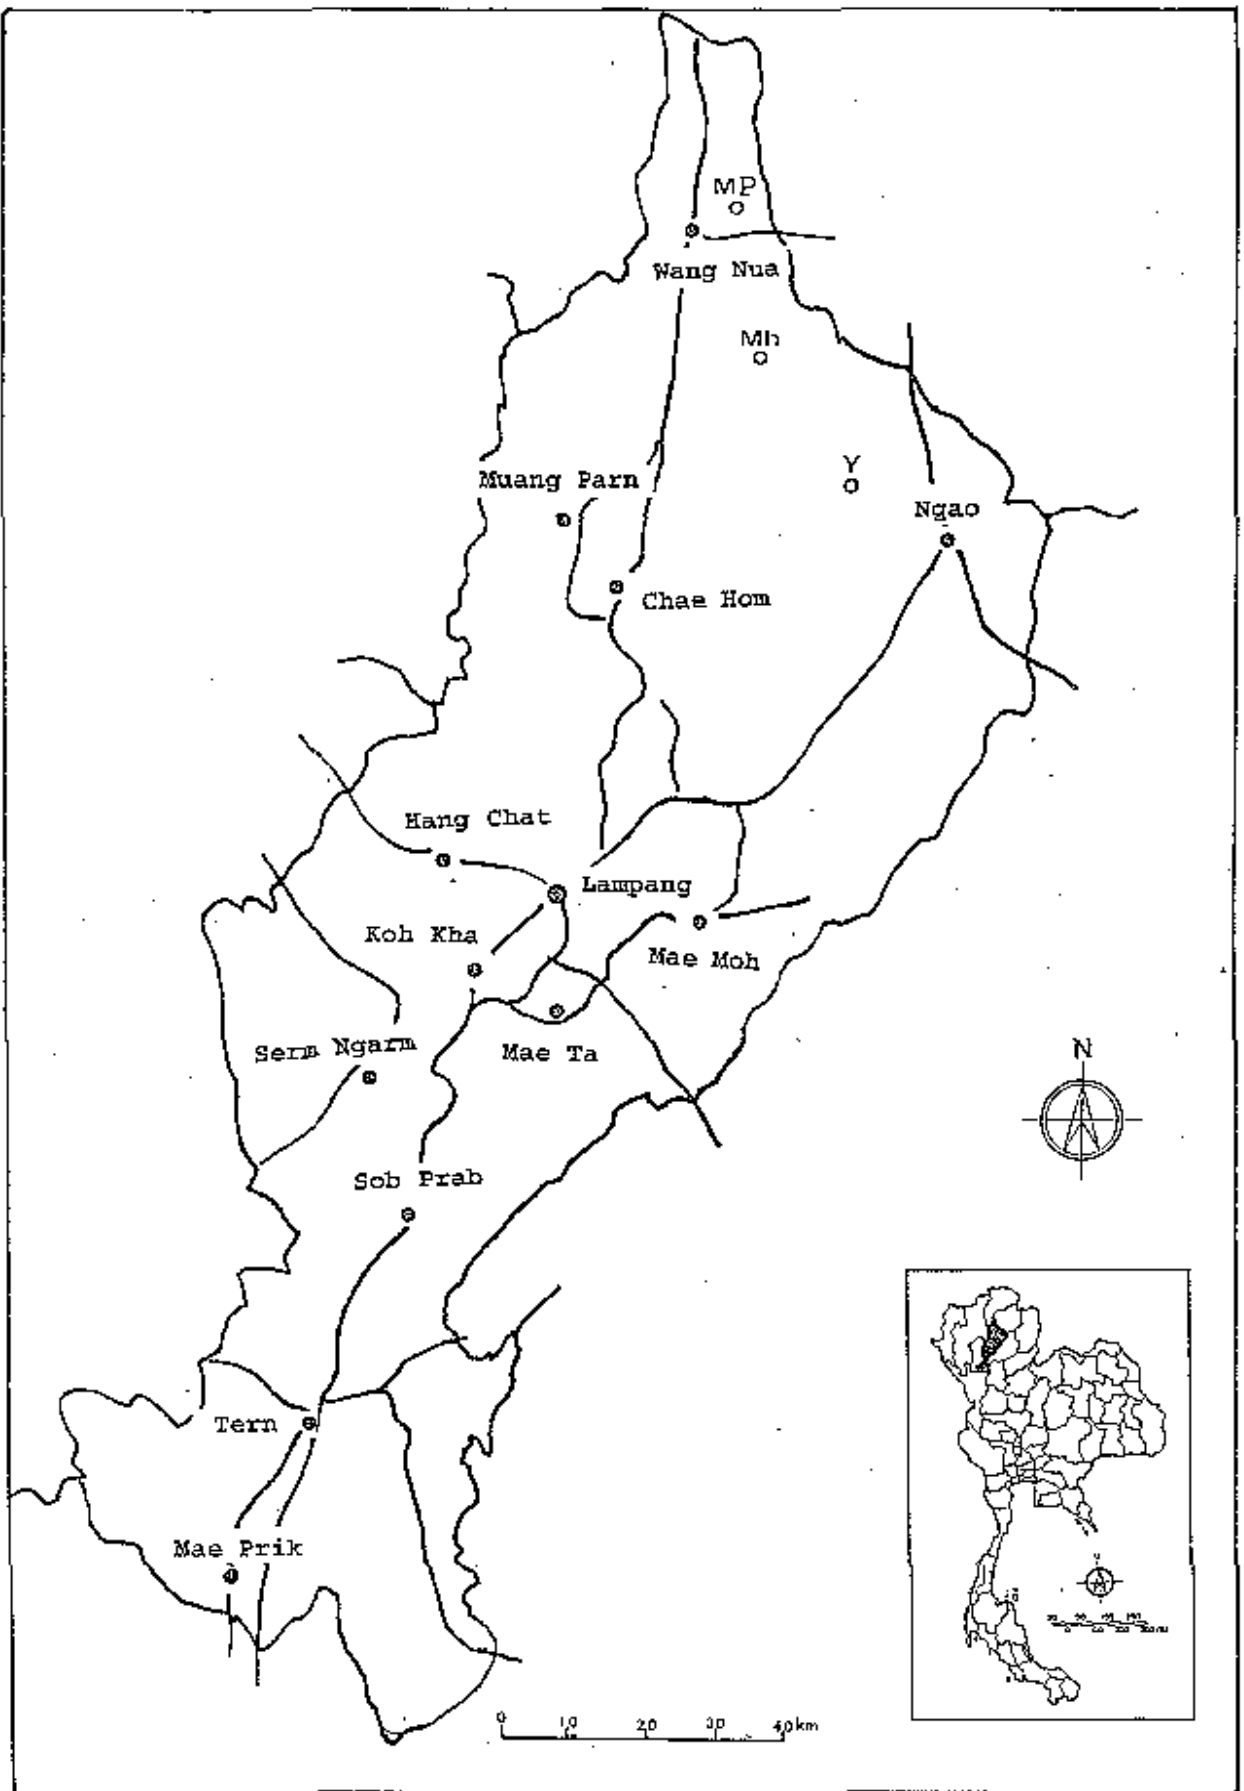 MP
Wang Nua
Mh
Muang Parn
Y
Ngao
Chae Hom
Hang Chat
Lampang
Koh Kha
Mae Moh
Serm Ngarm
Mae Ta
N
Sob Prab
Tern
Mae Prik
0 10 20 30 40km